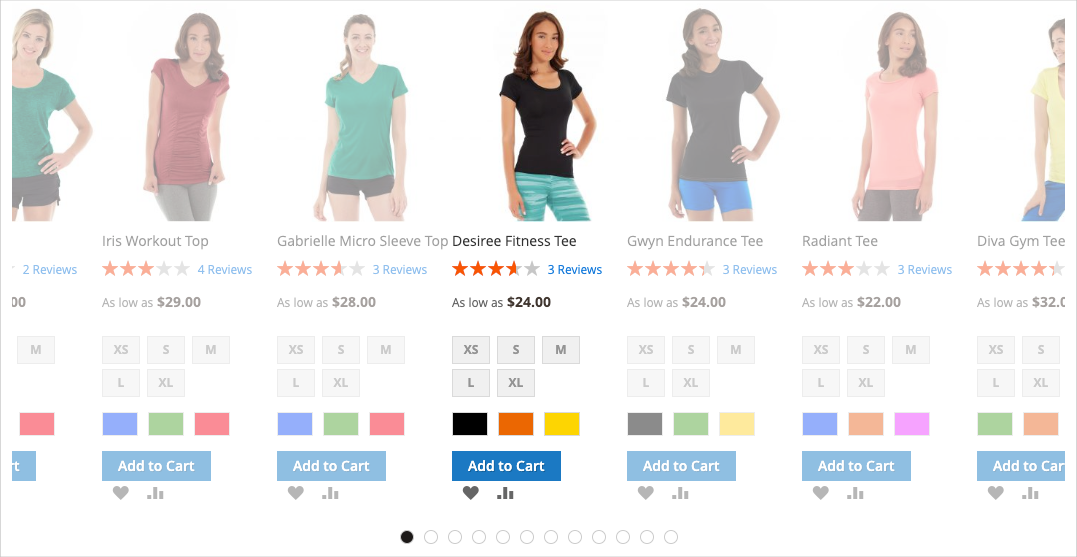 Iris Workout Top
Gabrielle Micro Sleeve Top
Desiree Fitness Tee
Gwyn Endurance Tee
Radiant Tee
Diva Gym Tee
2 Reviews
4 Reviews
3 Reviews
3 Reviews
3 Reviews
3 Reviews
00
As low as $29.00
As low as $28.00
As low as $24.00
As low as $24.00
As low as $22.00
As low as $32.0
M
XS S M
XS S M
XS S M
XS S M
XS S M
XS S
L XL
L XL
L XL
L XL
L XL
L XL
rt
Add to Cart
Add to Cart
Add to Cart
Add to Cart
Add to Cart
Add to Car